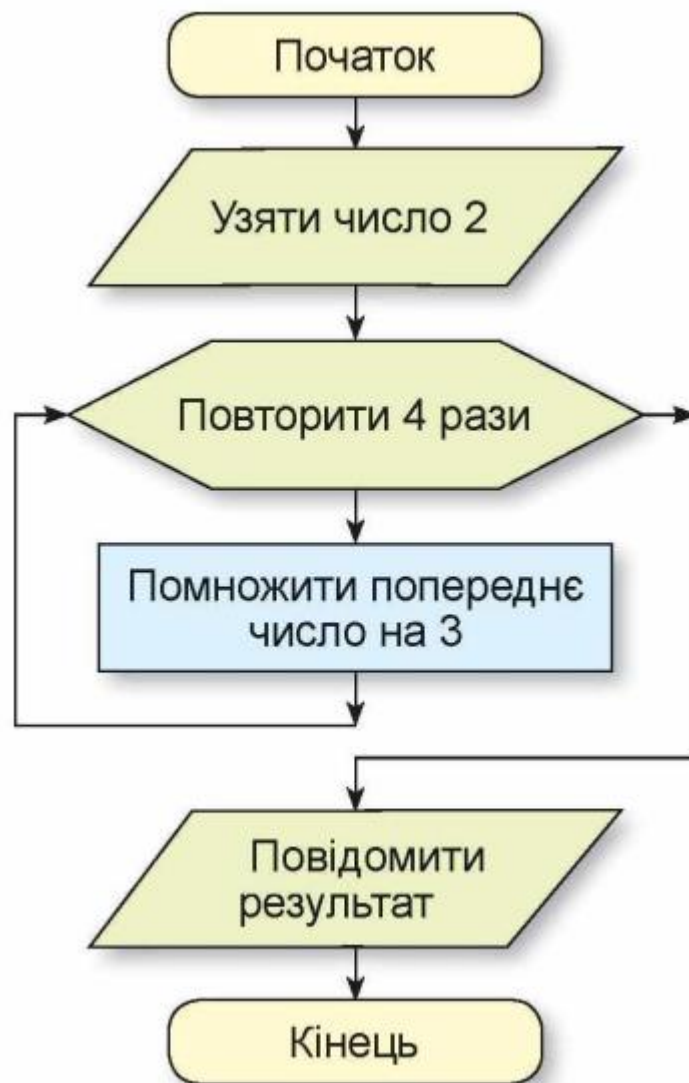 Початок
Узяти число 2
Повторити 4 рази
Помножити попереднє
число на 3
Повідомити
результат
Кінець